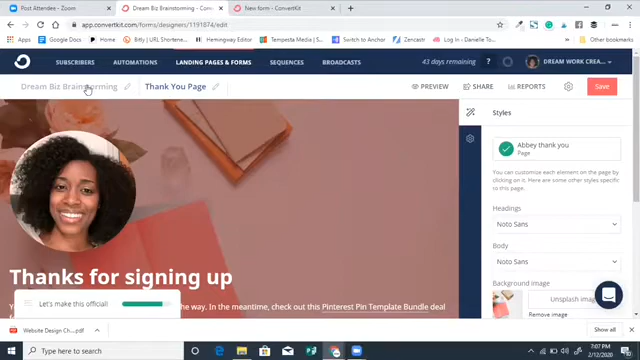 Post Attendee - Zoom
Dream Biz Brainstorming
New form - ConvertKit
app.convertkit.com/forms/designers/1191874/edit
Apps
Google Docs
Home
Bitly | URL Shortene
Hemingway Editor
Tempesta Media |
Switch to Anchor
Zencastr
Log In · Danielle To
Other bookmarks
SUBSCRIBERS
AUTOMATIONS
LANDING PAGES & FORMS
SEQUENCES
BROADCASTS
43 days remaining
?
DREAM WORK CREA...
Dream Biz Brainstorming
Thank You Page
PREVIEW
SHARE
REPORTS
Save
Styles
Abbey thank you
Page
You can customize each element on the page by
clicking on it. Here are some other styles specific
to this page.
Headings
Noto Sans
Body
Noto Sans
Background image
Unsplash imag
Remove image
Thanks for signing up
the way. In the meantime, check out this Pinterest Pin Template Bundle deal
Let's make this official!
Website Design Ch....pdf
Show all
Type here to search
7:07 PM
2/12/2020